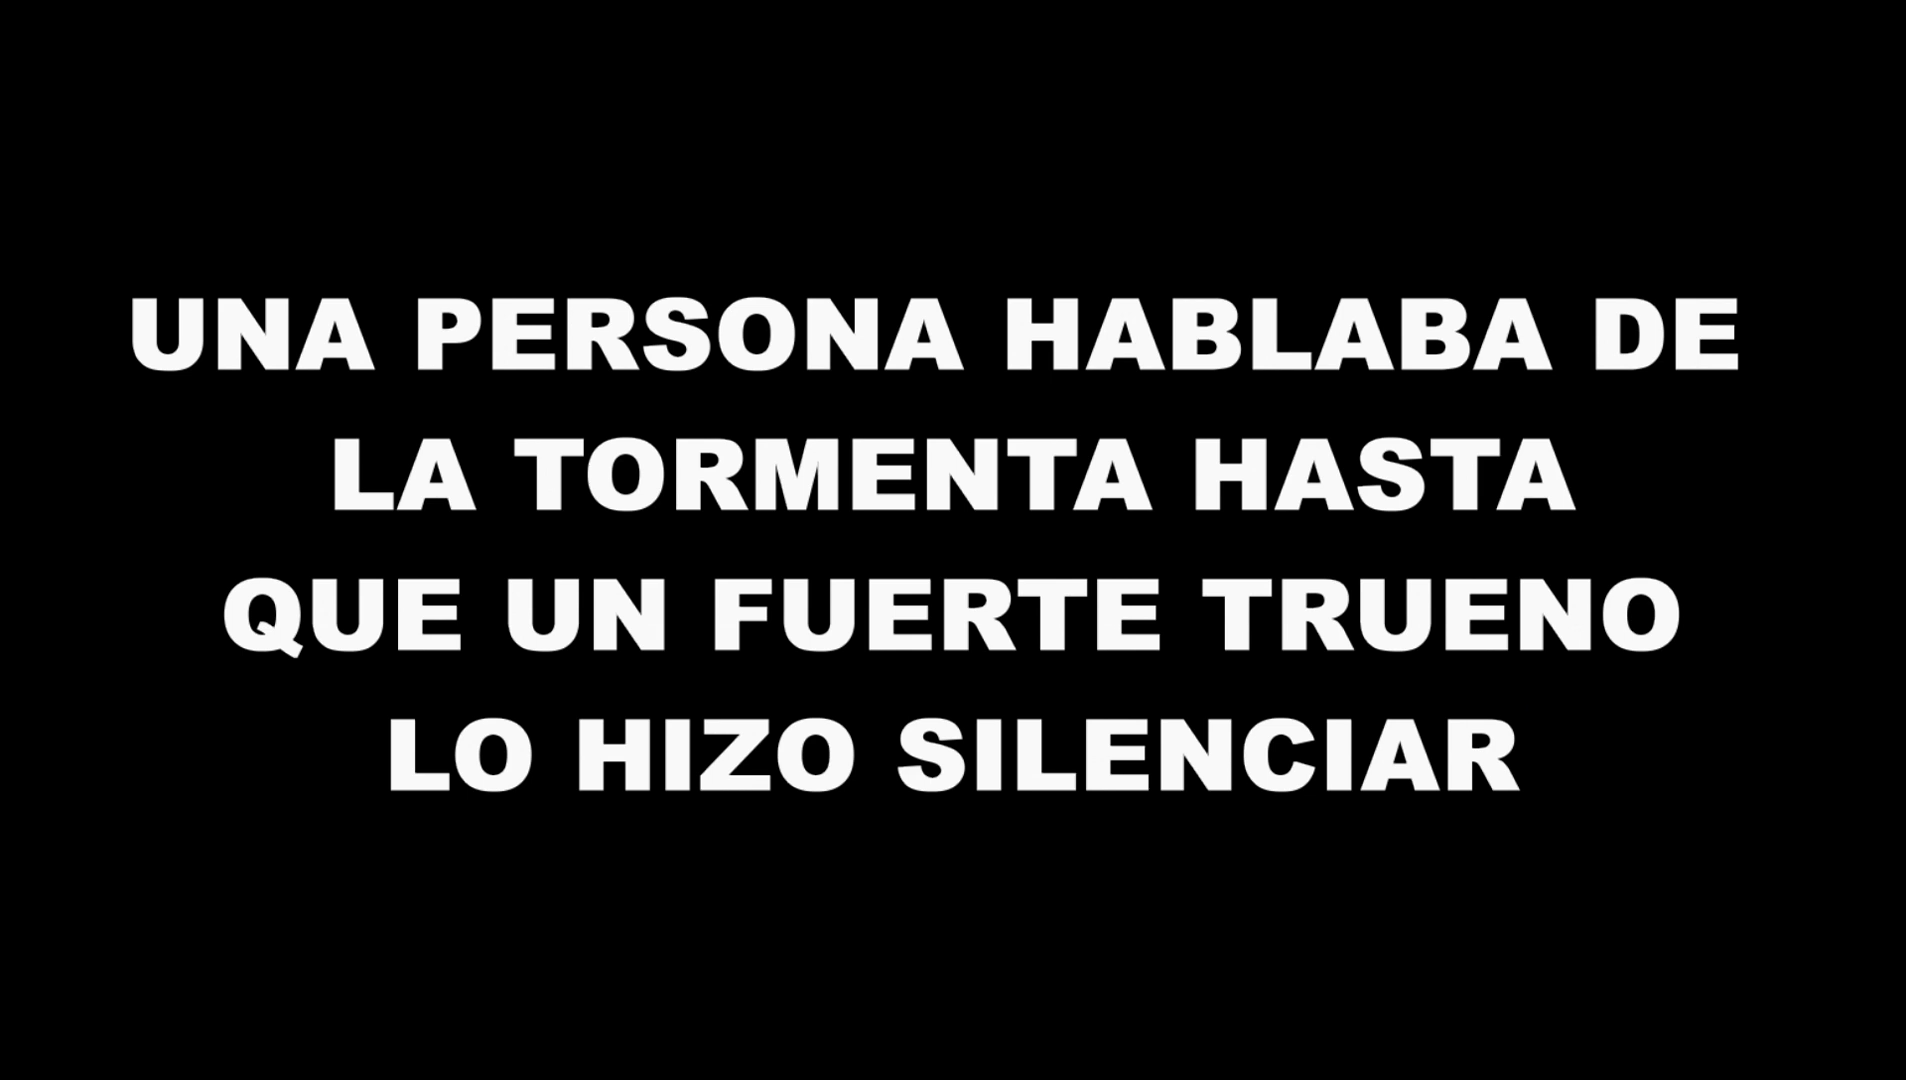 UNA PERSONA HABLABA DE
LA TORMENTA HASTA
QUE UN FUERTE TRUENO
LO HIZO SILENCIAR